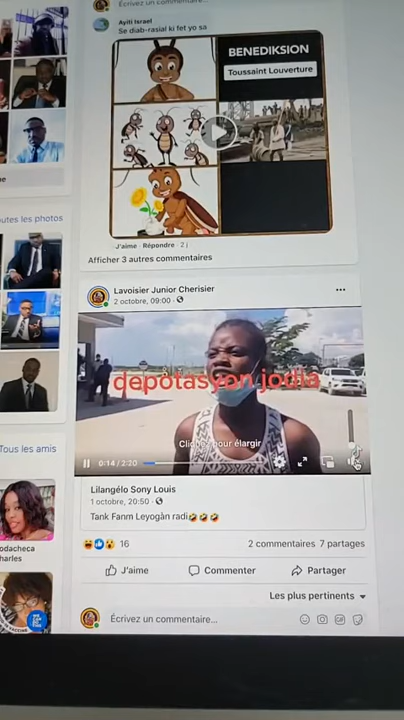 Écrivez un commentaire...
Ayiti Israel
Se diab-rasial ki fet yo sa
BENEDIKSION
Toussaint Louverture
J'aime · Répondre · 2 j
Afficher 3 autres commentaires
outes les photos
Lavoisier Junior Cherisier
2 octobre, 09:00 ·
depòtasyon jodia
Cliquez pour élargir
0:14 / 2:20
Lilangélo Sony Louis
1 octobre, 20:50 ·
Tank Fanm Leyogàn radi🤣🤣🤣
16
2 commentaires 7 partages
J'aime
Commenter
Partager
Les plus pertinents
Écrivez un commentaire...
Tous les amis
odacheca
harles